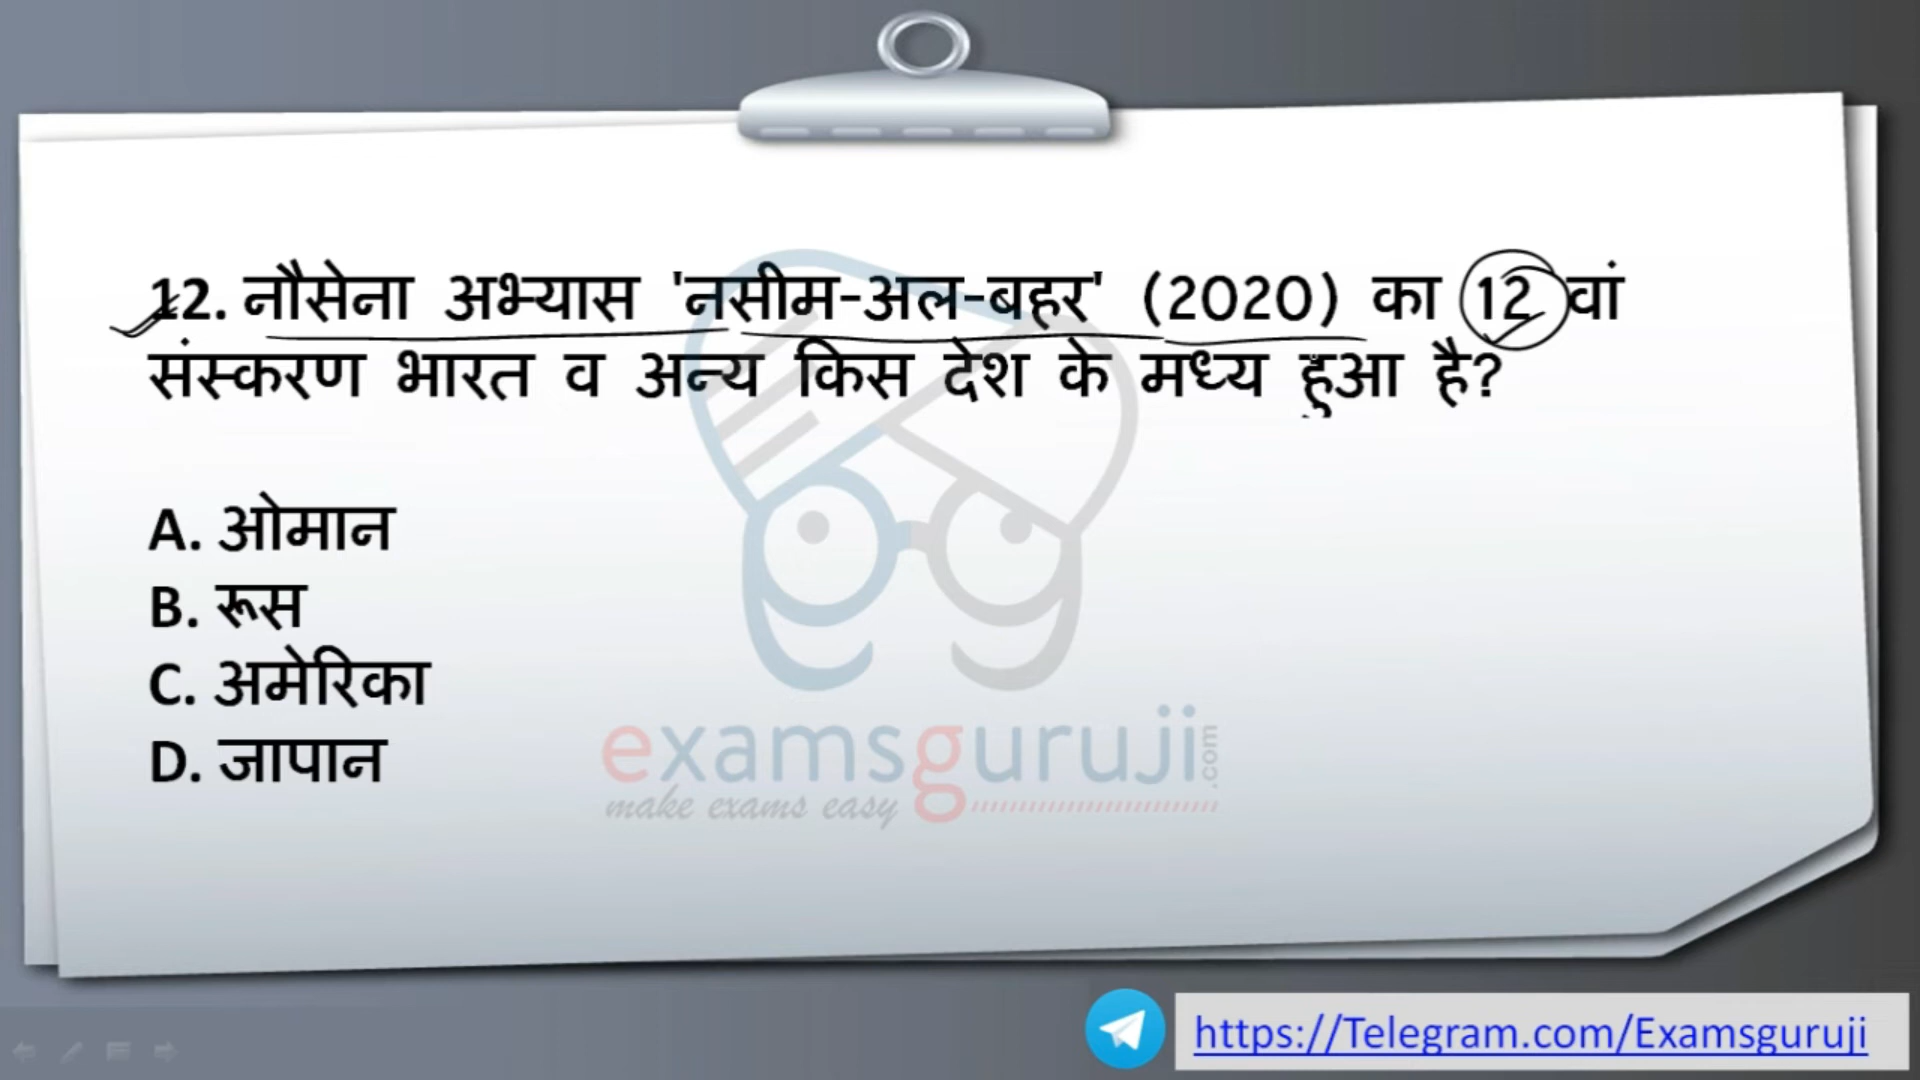 12. नौसेना अभ्यास 'नसीम-अल-बहर' (2020) का 12 वां
संस्करण भारत व अन्य किस देश के मध्य हुआ है?
A. ओमान
B. रूस
C. अमेरिका
D. जापान
examsguruji.com
make exams easy
https://Telegram.com/Examsguruji